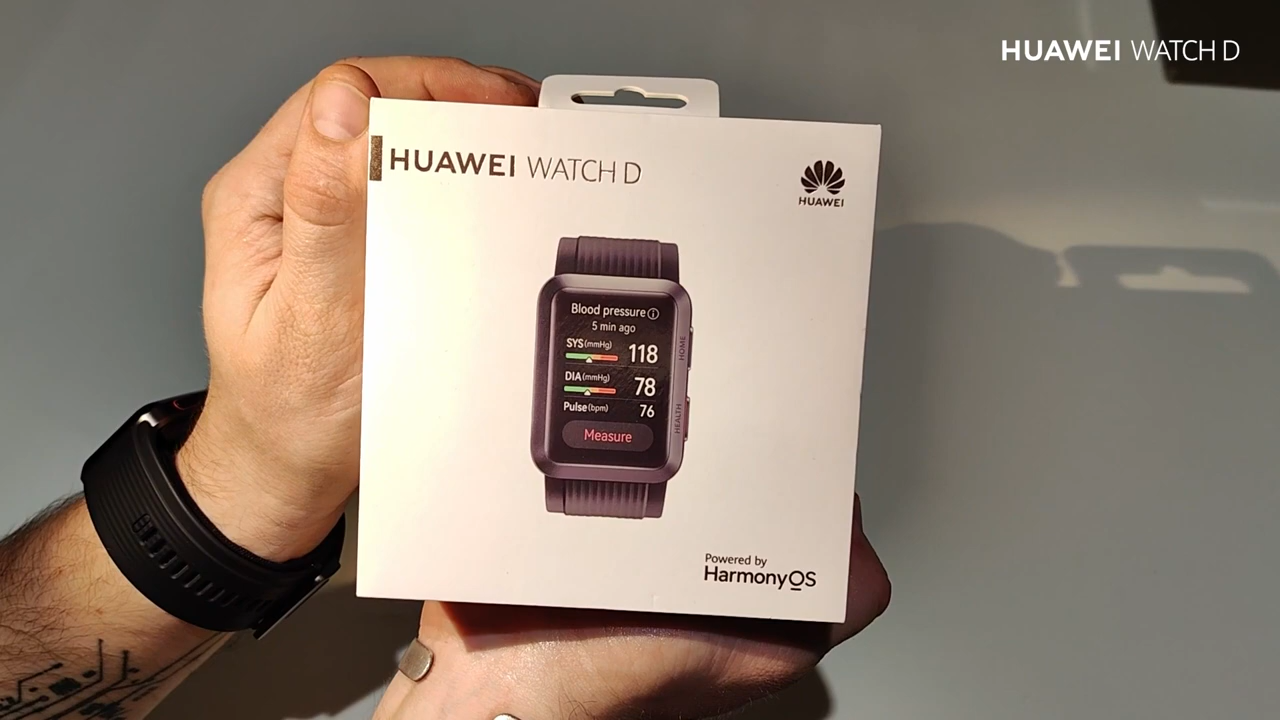 HUAWEI WATCH D
HUAWEI WATCH D
HUAWEI
Blood pressure
5 min ago
SYS(mmHg) 118
DIA(mmHg) 78
Pulse(bpm) 76
Measure
HOME
HEALTH
Powered by
HarmonyOS